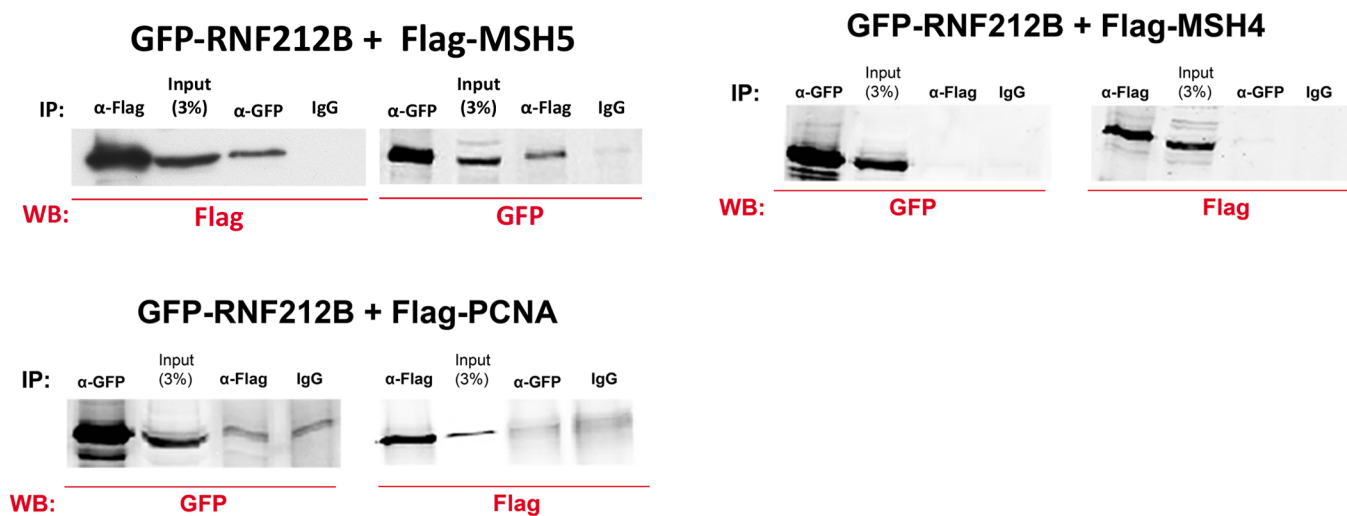 GFP-RNF212B + Flag-MSH5
IP: α-Flag Input (3%) α-GFP IgG α-GFP Input (3%) α-Flag IgG
WB: Flag GFP
GFP-RNF212B + Flag-MSH4
IP: α-GFP Input (3%) α-Flag IgG α-Flag Input (3%) α-GFP IgG
WB: GFP Flag
GFP-RNF212B + Flag-PCNA
IP: α-GFP Input (3%) α-Flag IgG α-Flag Input (3%) α-GFP IgG
WB: GFP Flag